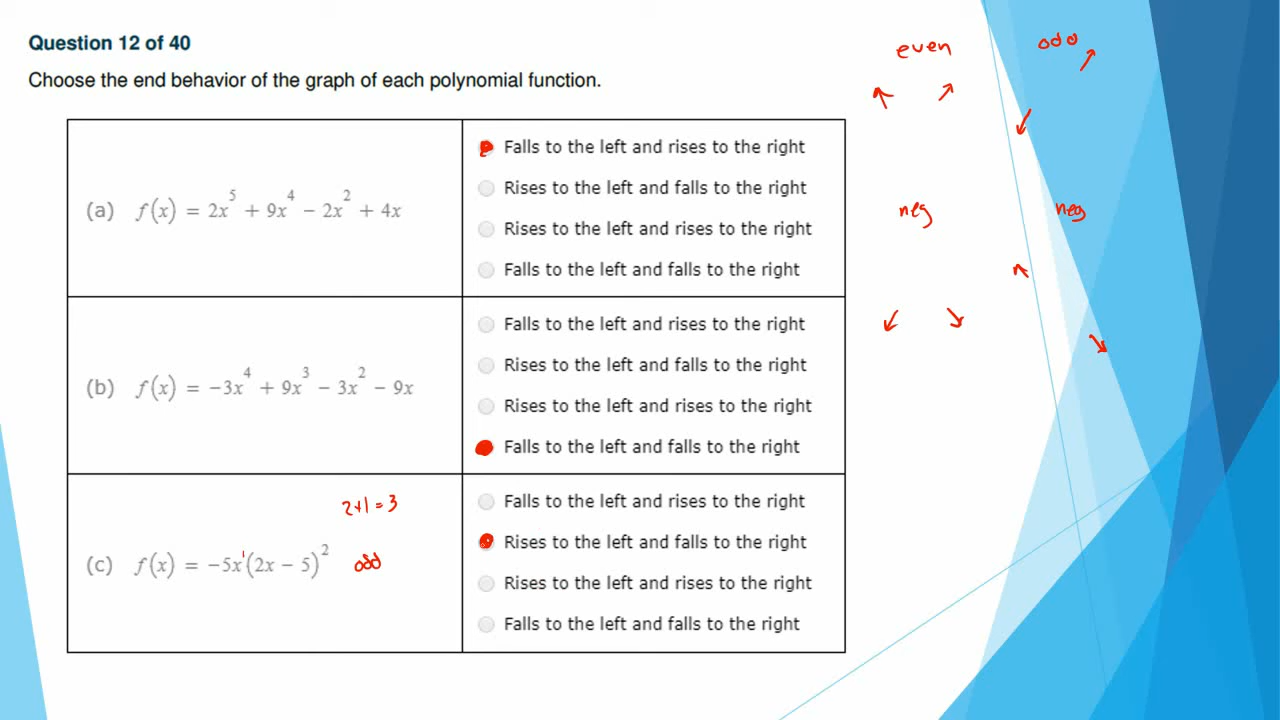 Question 12 of 40
Choose the end behavior of the graph of each polynomial function.
even
odd
neg
neg
(a) f(x) = 2x⁵ + 9x⁴ − 2x² + 4x
Falls to the left and rises to the right
Rises to the left and falls to the right
Rises to the left and rises to the right
Falls to the left and falls to the right
(b) f(x) = −3x⁴ + 9x³ − 3x² − 9x
Falls to the left and rises to the right
Rises to the left and falls to the right
Rises to the left and rises to the right
Falls to the left and falls to the right
2+1=3
(c) f(x) = −5x¹(2x − 5)² odd
Falls to the left and rises to the right
Rises to the left and falls to the right
Rises to the left and rises to the right
Falls to the left and falls to the right